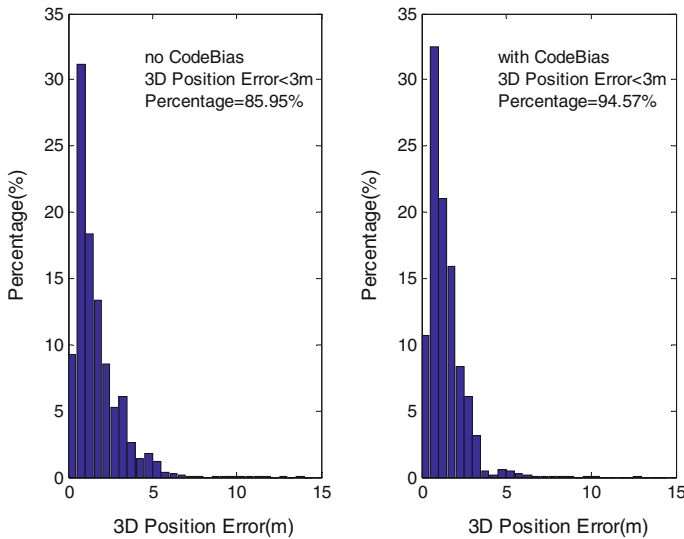 35
30
25
20
15
10
5
0
Percentage(%)
no CodeBias
3D Position Error<3m
Percentage=85.95%
0 5 10 15
3D Position Error(m)
35
30
25
20
15
10
5
0
Percentage(%)
with CodeBias
3D Position Error<3m
Percentage=94.57%
0 5 10 15
3D Position Error(m)